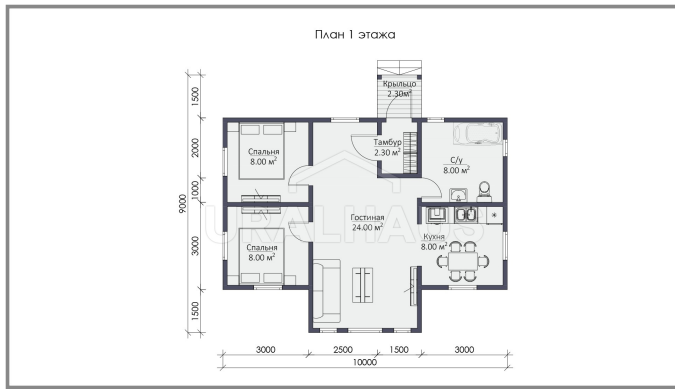 План 1 этажа
Крыльцо
2.30м²
Спальня
8.00 м²
Тамбур
2.30 м²
С/у
8.00 м²
URALHAUS
Гостиная
24.00 м²
Кухня
8.00 м²
Спальня
8.00 м²
1500
2000
1000
9000
3000
1500
3000
2500
1500
3000
10000